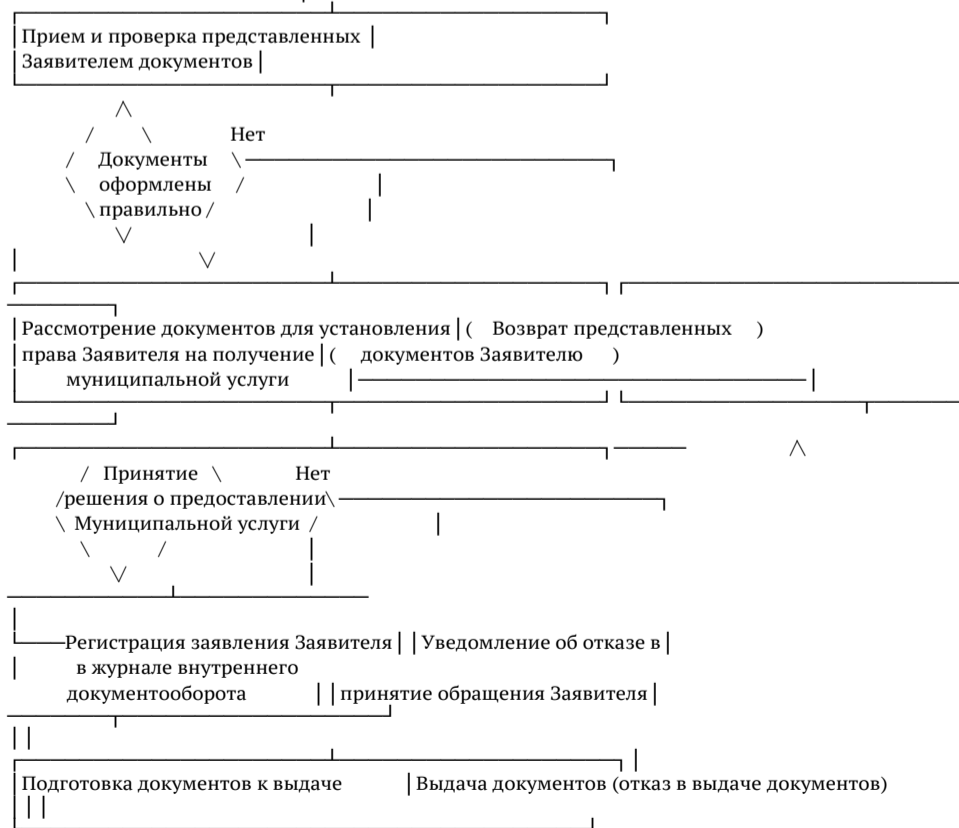 Прием и проверка представленных
Заявителем документов
Нет
Документы
оформлены
правильно
Рассмотрение документов для установления ( Возврат представленных )
права Заявителя на получение ( документов Заявителю )
муниципальной услуги
Принятие Нет
решения о предоставлении
Муниципальной услуги
Регистрация заявления Заявителя Уведомление об отказе в
в журнале внутреннего
документооборота принятие обращения Заявителя
Подготовка документов к выдаче Выдача документов (отказ в выдаче документов)